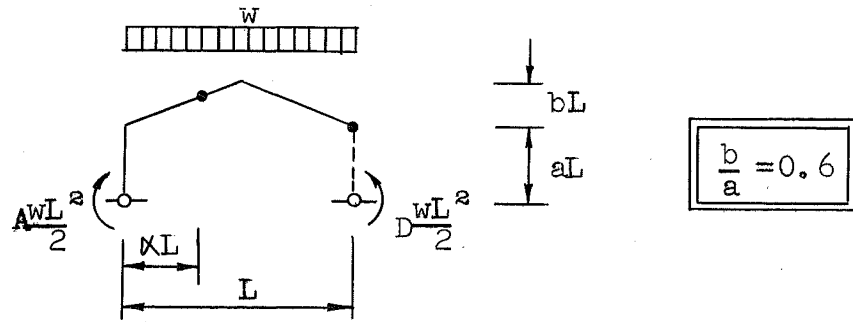 w
bL
aL
b/a = 0.6
A wL²/2
D wL²/2
αL
L